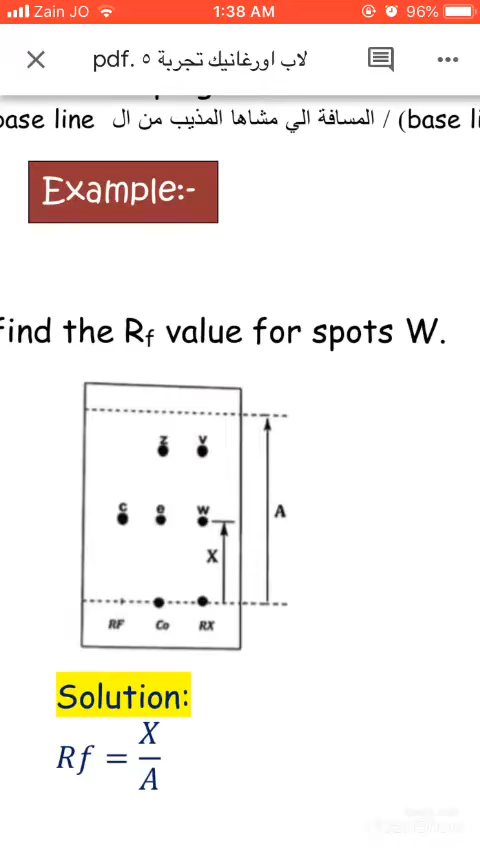 Zain JO 1:38 AM 96%
لاب اورغانيك تجربة ٥ .pdf
base line المسافة الي مشاها المذيب من ال / (base li
Example:-
find the Rf value for spots W.
z v
c e w
A
X
RF Co RX
Solution:
Rf = X/A